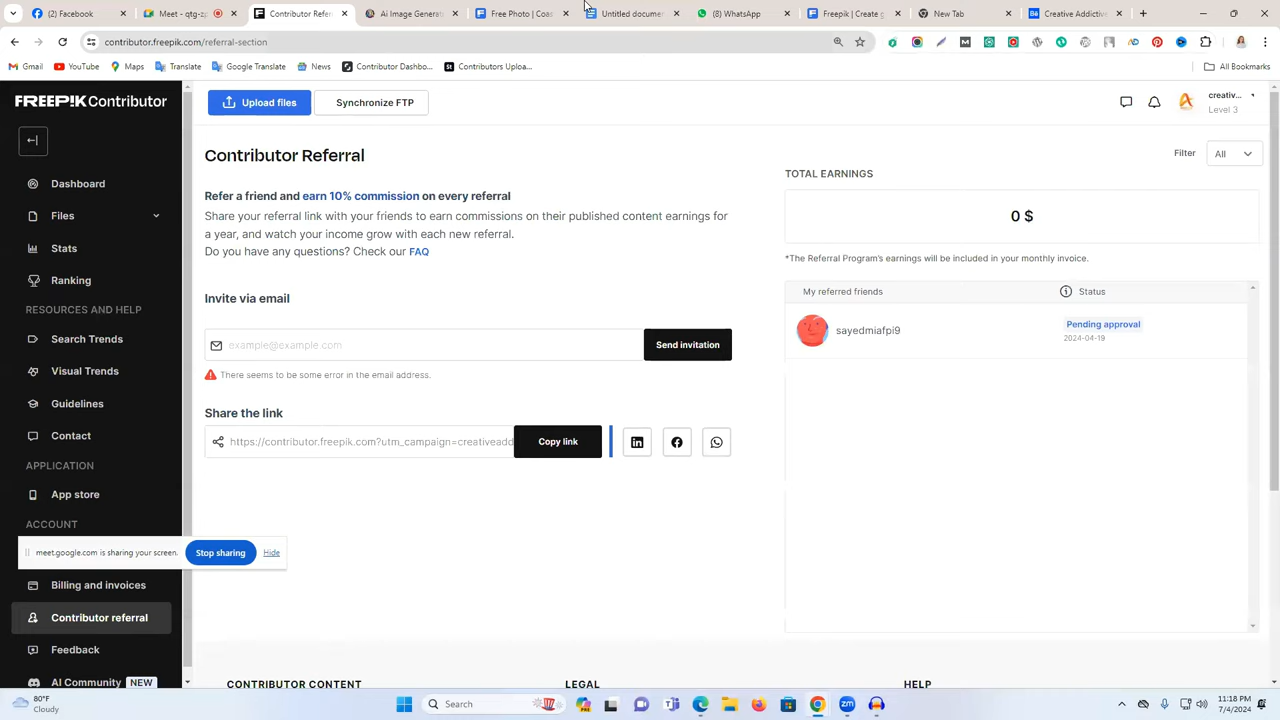 (2) Facebook
Meet - qtg-zq
Contributor Refer
AI Image Generat
Free Photo | Coas
Untitled documen
(8) WhatsApp
Freepik | Create g
New Tab
Creative Addictive
contributor.freepik.com/referral-section
Gmail
YouTube
Maps
Translate
Google Translate
News
Contributor Dashbo...
Contributors Uploa...
All Bookmarks
FREEPIK Contributor
Upload files
Synchronize FTP
creativ...
Level 3
Dashboard
Files
Stats
Ranking
RESOURCES AND HELP
Search Trends
Visual Trends
Guidelines
Contact
APPLICATION
App store
ACCOUNT
meet.google.com is sharing your screen.
Stop sharing
Hide
Billing and invoices
Contributor referral
Feedback
AI Community NEW
Contributor Referral
Refer a friend and earn 10% commission on every referral
Share your referral link with your friends to earn commissions on their published content earnings for
a year, and watch your income grow with each new referral.
Do you have any questions? Check our FAQ
Invite via email
example@example.com
Send invitation
There seems to be some error in the email address.
Share the link
https://contributor.freepik.com?utm_campaign=creativeadd
Copy link
Filter
All
TOTAL EARNINGS
0 $
*The Referral Program's earnings will be included in your monthly invoice.
My referred friends
Status
sayedmiafpi9
Pending approval
2024-04-19
CONTRIBUTOR CONTENT
LEGAL
HELP
80°F
Cloudy
Search
11:18 PM
7/4/2024